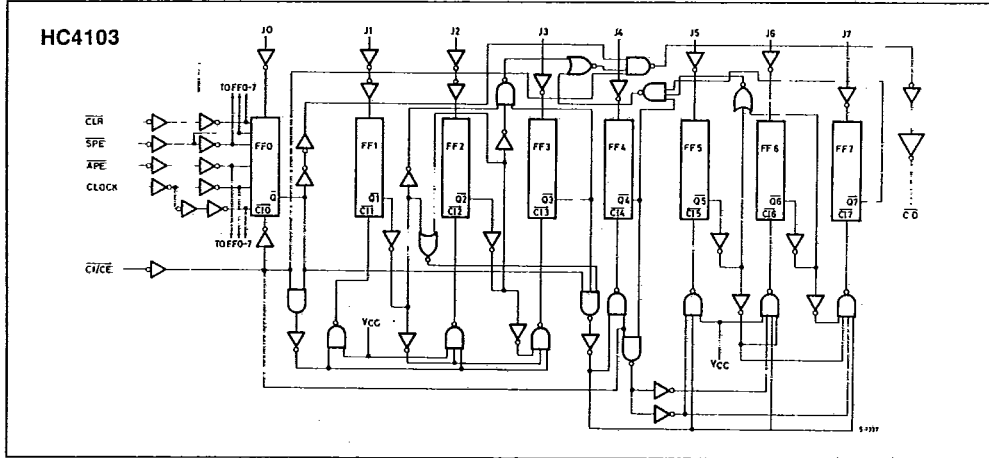 HC4103
J0 J1 J2 J3 J4 J5 J6 J7
TO FF0-7
CLR
SPE
APE
CLOCK
FF0 FF1 FF2 FF3 FF4 FF5 FF6 FF7
Q Q1 Q2 Q3 Q4 Q5 Q6 Q7
CI0 CI1 CI2 CI3 CI4 CI5 CI6 CI7
CO
TO FF0-7
CI/CE
VCC VCC